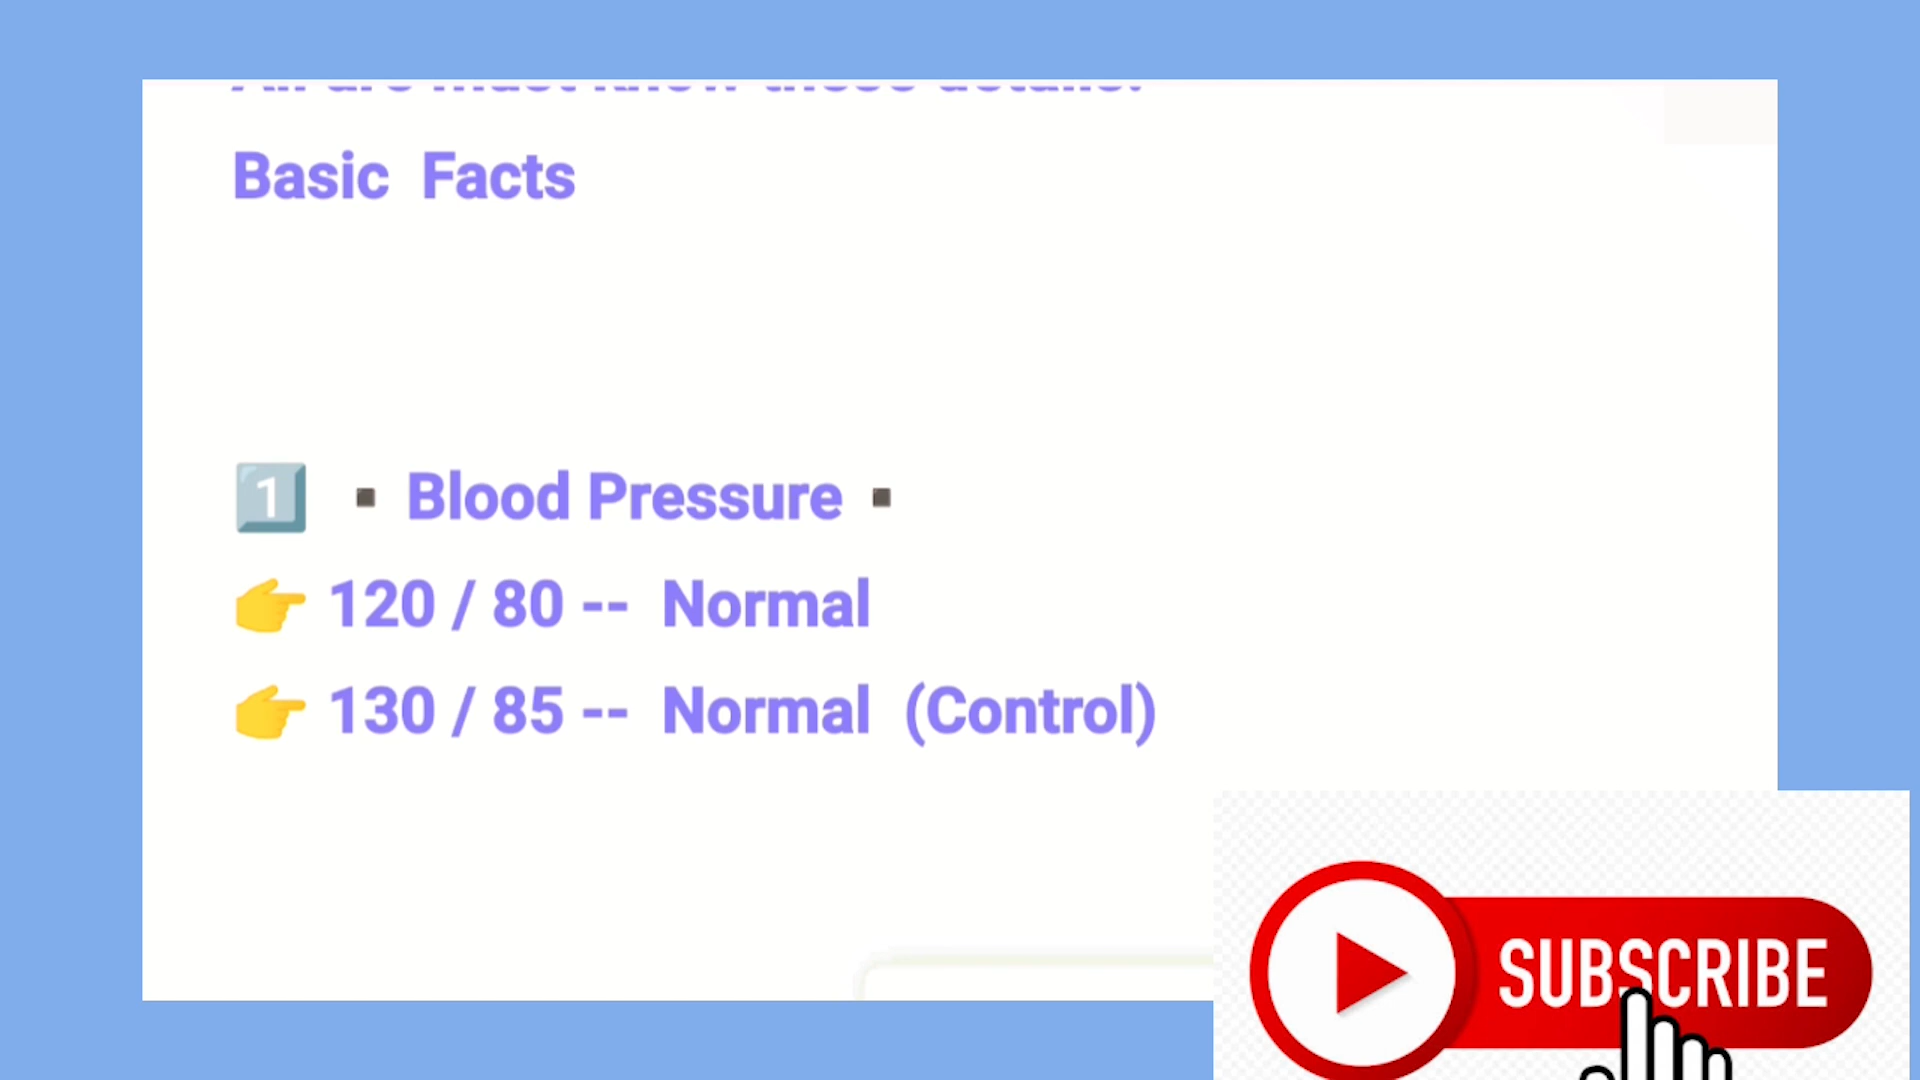 Basic Facts
1️⃣ ▪ Blood Pressure ▪
👉 120 / 80 -- Normal
👉 130 / 85 -- Normal (Control)
SUBSCRIBE